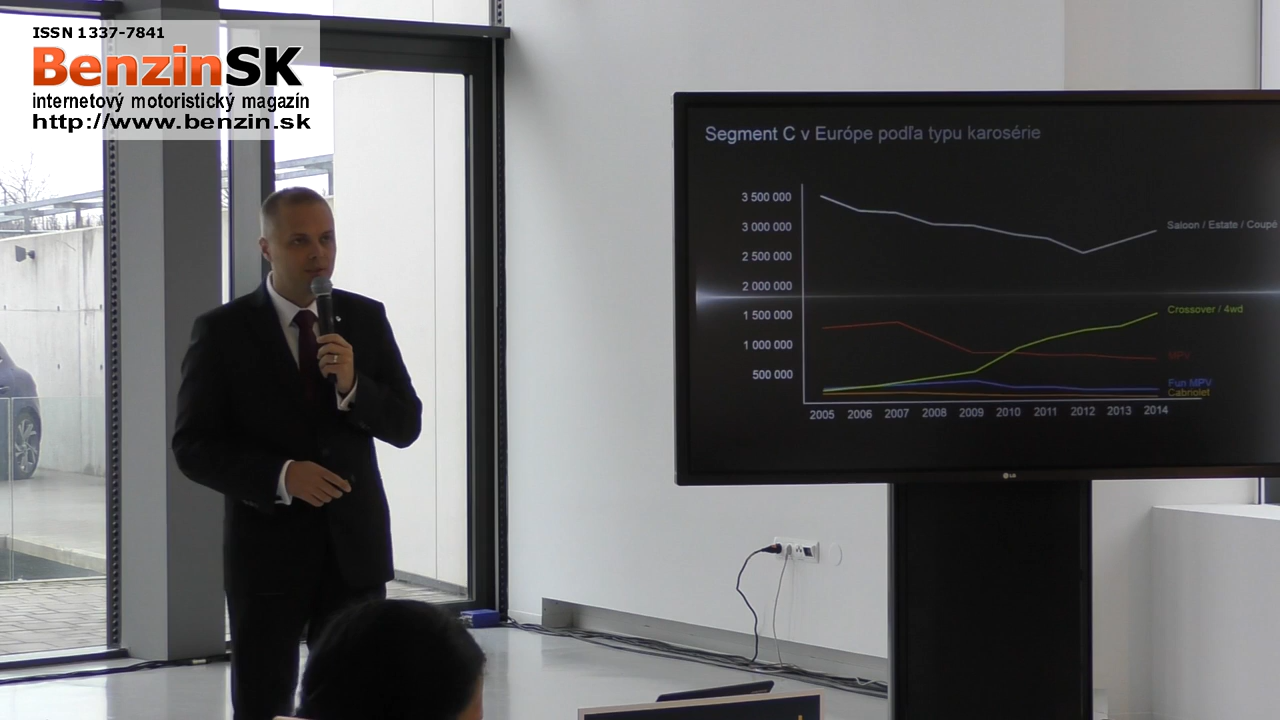 ISSN 1337-7841
BenzinSK
internetový motoristický magazín
http://www.benzin.sk
Segment C v Európe podľa typu karosérie
3 500 000
3 000 000
2 500 000
2 000 000
1 500 000
1 000 000
500 000
Saloon / Estate / Coupé
Crossover / 4wd
MPV
Fun MPV
Cabriolet
2005 2006 2007 2008 2009 2010 2011 2012 2013 2014
LG